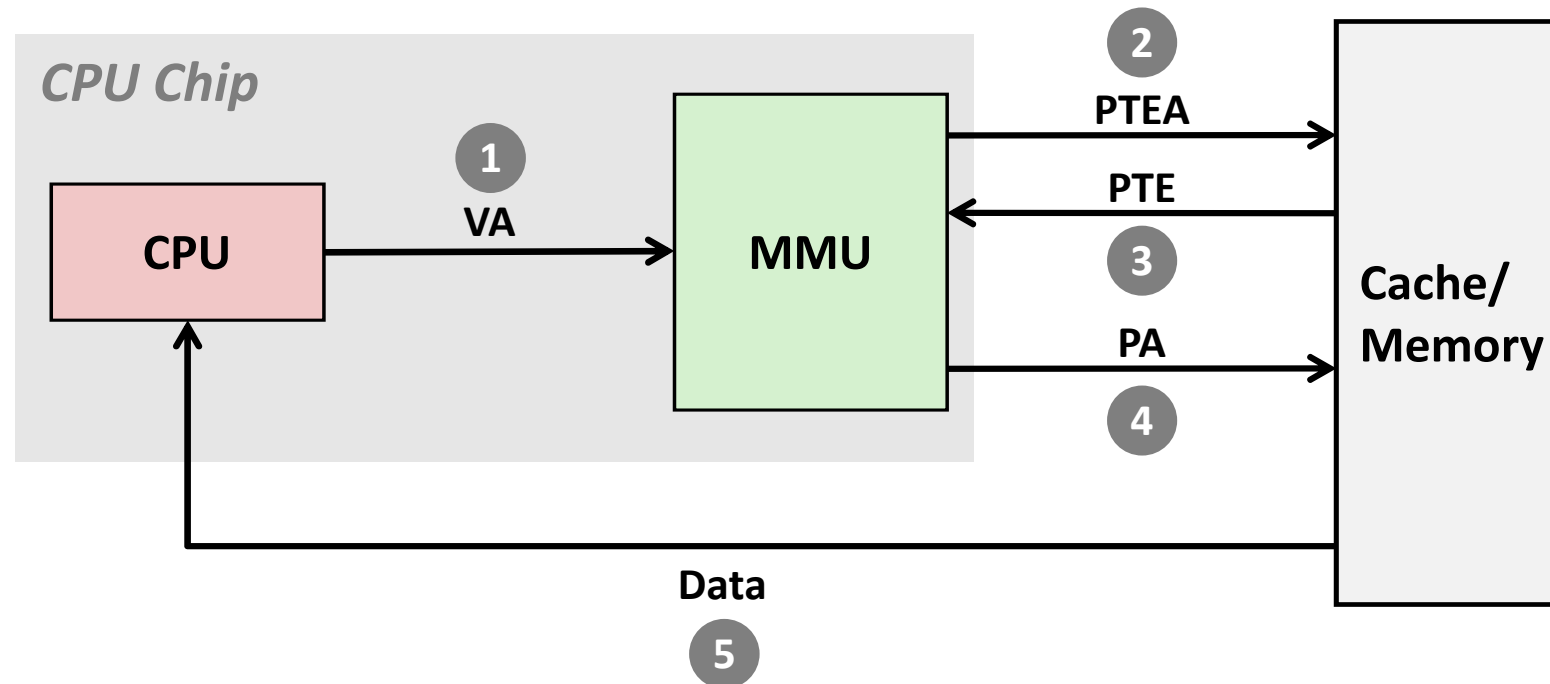 CPU Chip
2
PTEA
1
VA
PTE
CPU
MMU
3
Cache/
Memory
PA
4
Data
5